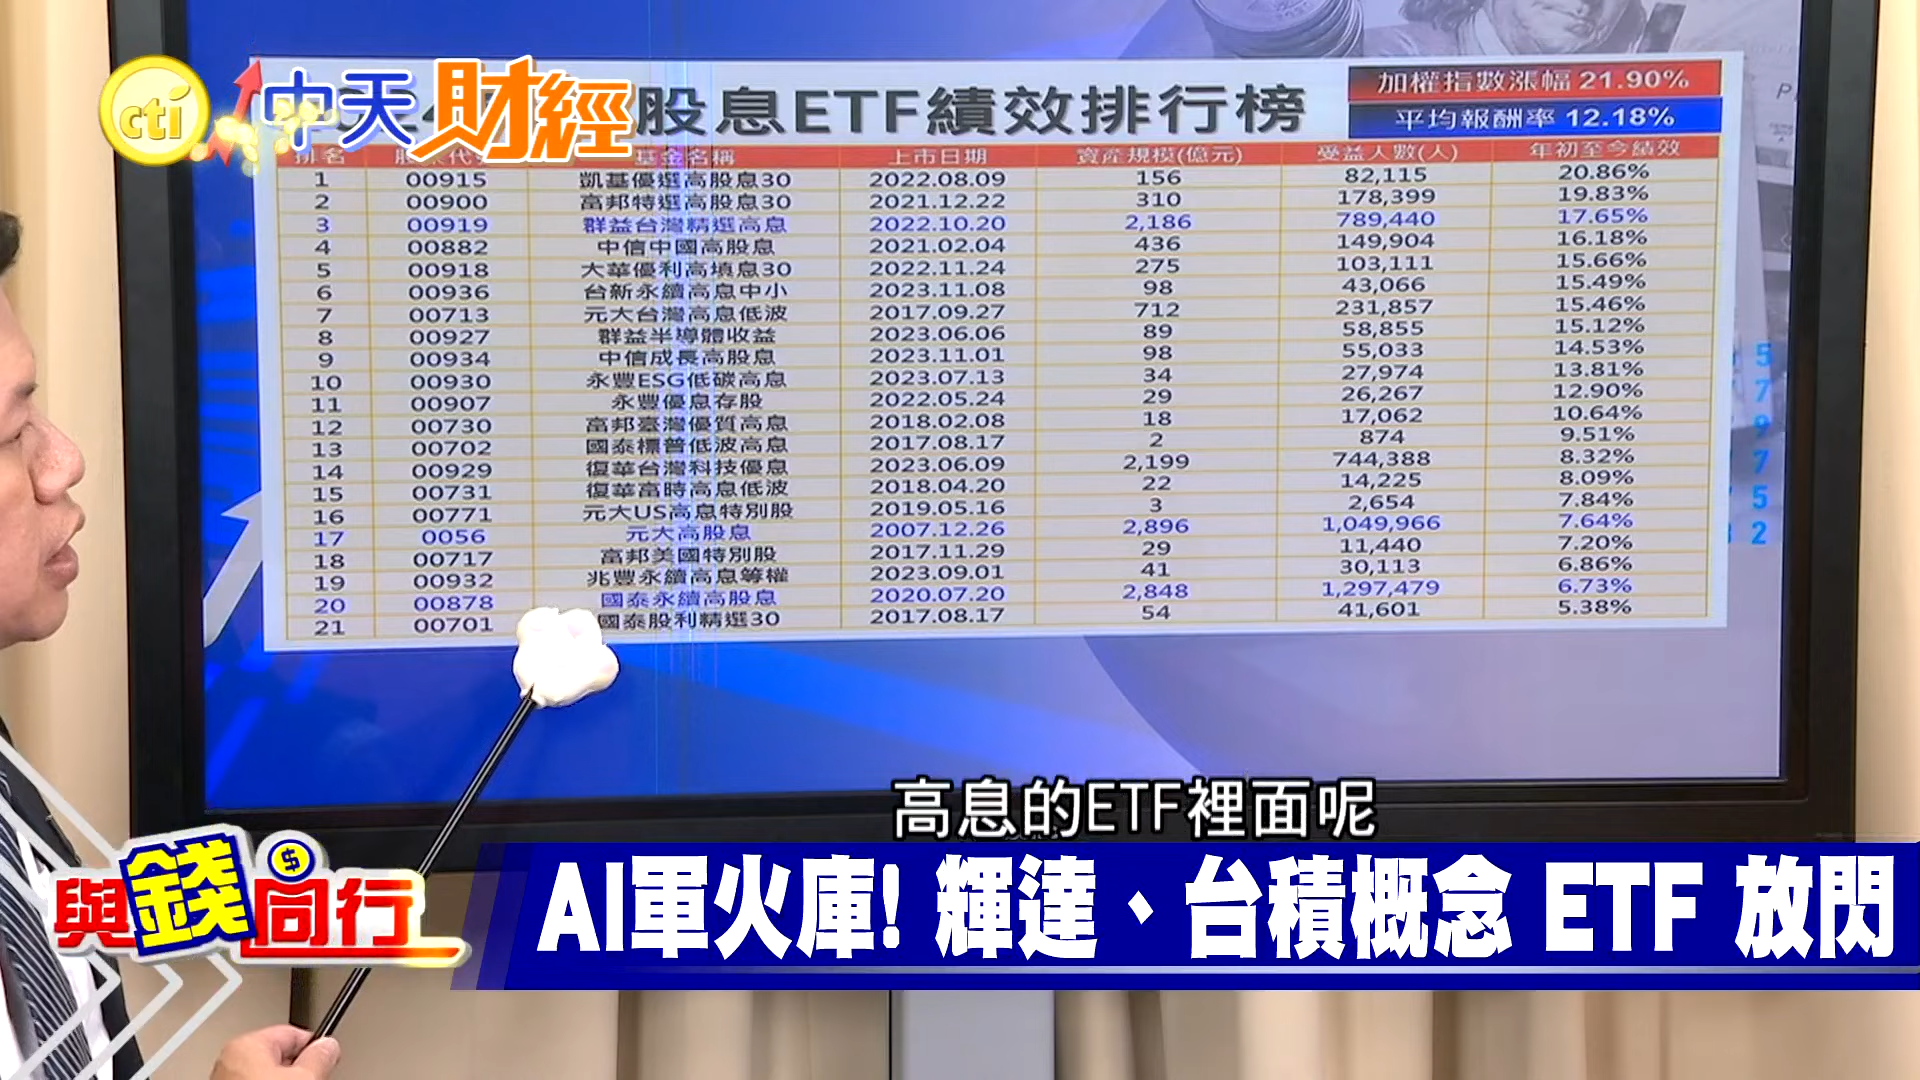 cti 中天財經
股息ETF績效排行榜
加權指數漲幅 21.90%
平均報酬率 12.18%
排名 基金名稱 上市日期 資產規模(億元) 受益人數(人) 年初至今績效
1 00915 凱基優選高股息30 2022.08.09 156 82,115 20.86%
2 00900 富邦特選高股息30 2021.12.22 310 178,399 19.83%
3 00919 群益台灣精選高息 2022.10.20 2,186 789,440 17.65%
4 00882 中信中國高股息 2021.02.04 436 149,904 16.18%
5 00918 大華優利高填息30 2022.11.24 275 103,111 15.66%
6 00936 台新永續高息中小 2023.11.08 98 43,066 15.49%
7 00713 元大台灣高息低波 2017.09.27 712 231,857 15.46%
8 00927 群益半導體收益 2023.06.06 89 58,855 15.12%
9 00934 中信成長高股息 2023.11.01 98 55,033 14.53%
10 00930 永豐ESG低碳高息 2023.07.13 34 27,974 13.81%
11 00907 永豐優息存股 2022.05.24 29 26,267 12.90%
12 00730 富邦臺灣優質高息 2018.02.08 18 17,062 10.64%
13 00702 國泰標普低波高息 2017.08.17 2 874 9.51%
14 00929 復華台灣科技優息 2023.06.09 2,199 744,388 8.32%
15 00731 復華富時高息低波 2018.04.20 22 14,225 8.09%
16 00771 元大US高息特別股 2019.05.16 3 2,654 7.84%
17 0056 元大高股息 2007.12.26 2,896 1,049,966 7.64%
18 00717 富邦美國特別股 2017.11.29 29 11,440 7.20%
19 00932 兆豐永續高息等權 2023.09.01 41 30,113 6.86%
20 00878 國泰永續高股息 2020.07.20 2,848 1,297,479 6.73%
21 00701 國泰股利精選30 2017.08.17 54 41,601 5.38%
高息的ETF裡面呢
與錢同行
AI軍火庫! 輝達、台積概念 ETF 放閃